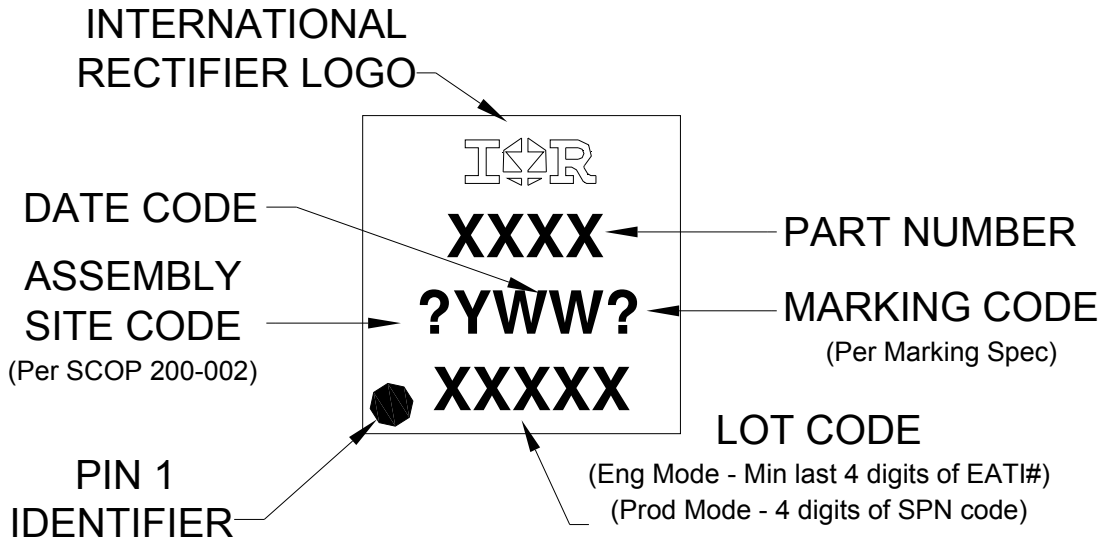 INTERNATIONAL
RECTIFIER LOGO
IOR
DATE CODE
XXXX
PART NUMBER
ASSEMBLY
SITE CODE
(Per SCOP 200-002)
?YWW?
MARKING CODE
(Per Marking Spec)
XXXXX
PIN 1
IDENTIFIER
LOT CODE
(Eng Mode - Min last 4 digits of EATI#)
(Prod Mode - 4 digits of SPN code)